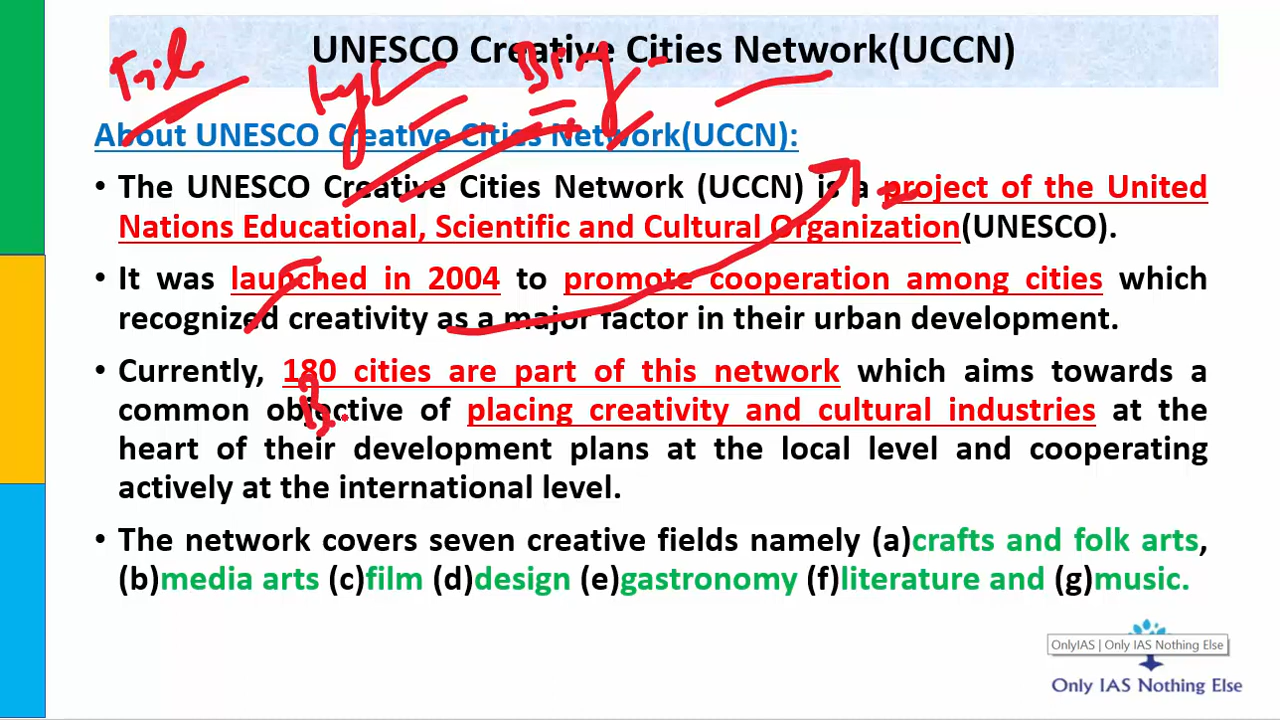 UNESCO Creative Cities Network(UCCN)
About UNESCO Creative Cities Network(UCCN):
• The UNESCO Creative Cities Network (UCCN) is a project of the United
Nations Educational, Scientific and Cultural Organization(UNESCO).
• It was launched in 2004 to promote cooperation among cities which
recognized creativity as a major factor in their urban development.
• Currently, 180 cities are part of this network which aims towards a
common objective of placing creativity and cultural industries at the
heart of their development plans at the local level and cooperating
actively at the international level.
• The network covers seven creative fields namely (a)crafts and folk arts,
(b)media arts (c)film (d)design (e)gastronomy (f)literature and (g)music.
OnlyIAS | Only IAS Nothing Else
Only IAS Nothing Else